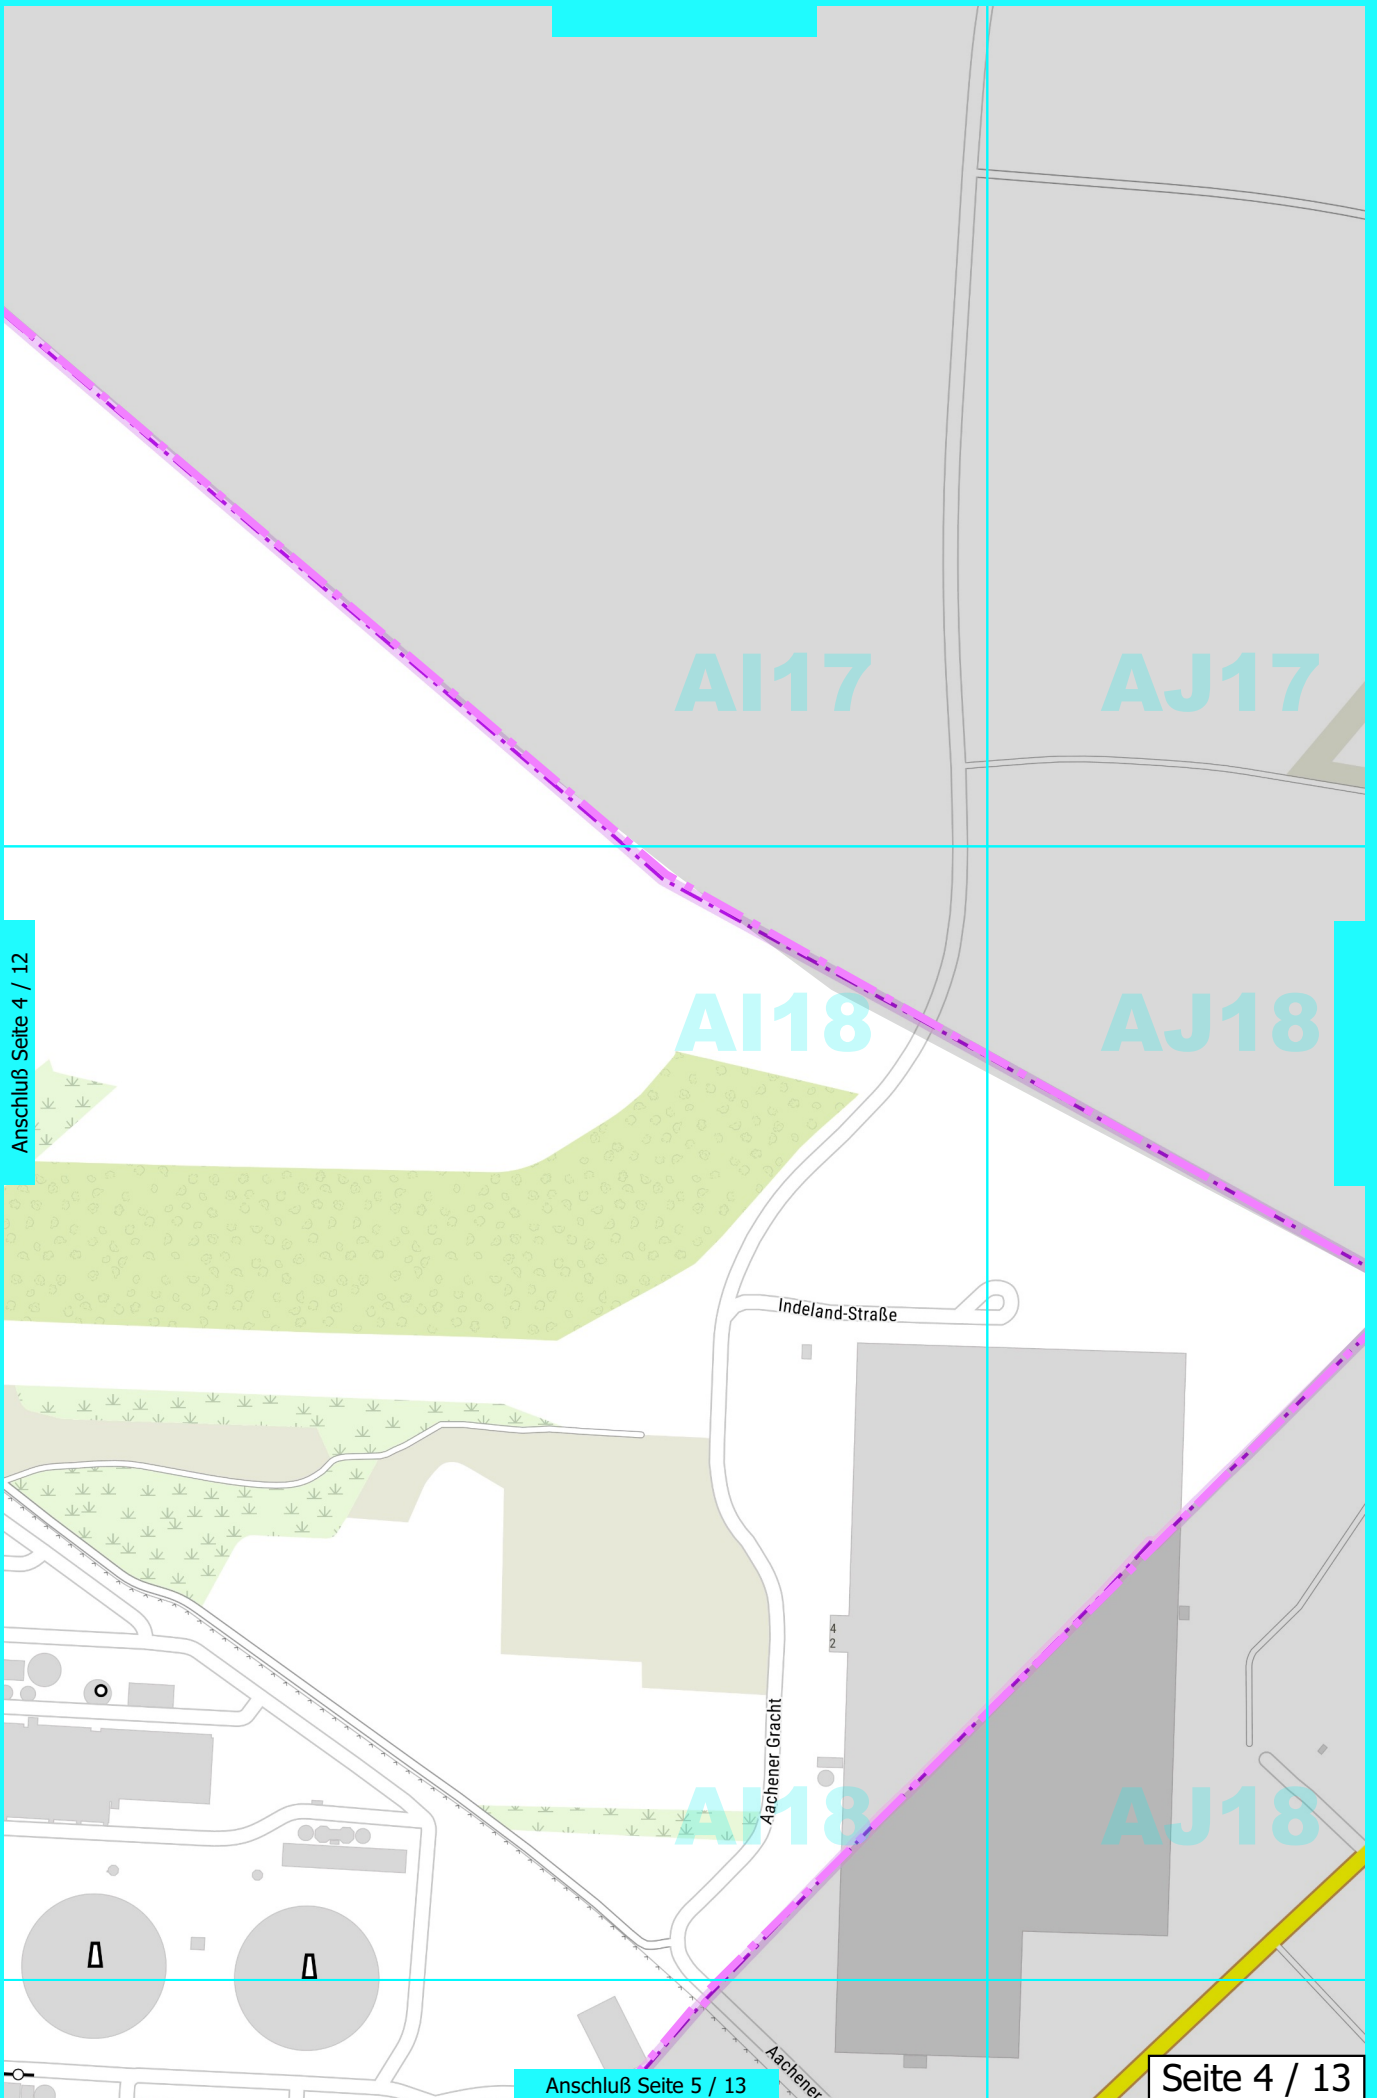 AI17
AJ17
Anschluß Seite 4 / 12
AI18
AJ18
Indeland-Straße
4
2
Aachener Gracht
AI18
AJ18
Aachener
Anschluß Seite 5 / 13
Seite 4 / 13